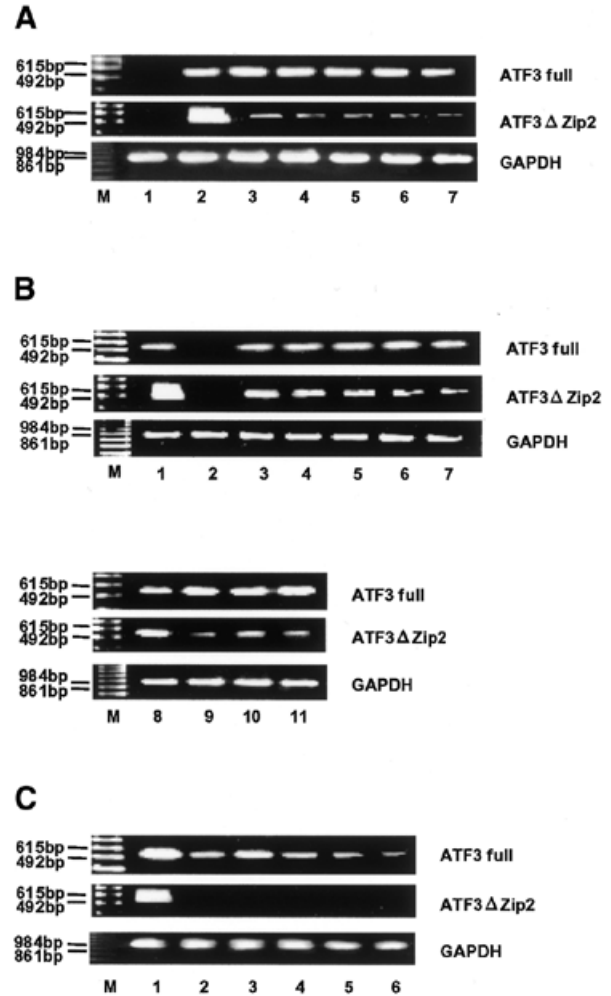 A
615bp
492bp
ATF3 full
615bp
492bp
ATF3 Δ Zip2
984bp
861bp
GAPDH
M 1 2 3 4 5 6 7
B
615bp
492bp
ATF3 full
615bp
492bp
ATF3 Δ Zip2
984bp
861bp
GAPDH
M 1 2 3 4 5 6 7
615bp
492bp
ATF3 full
615bp
492bp
ATF3 Δ Zip2
984bp
861bp
GAPDH
M 8 9 10 11
C
615bp
492bp
ATF3 full
615bp
492bp
ATF3 Δ Zip2
984bp
861bp
GAPDH
M 1 2 3 4 5 6